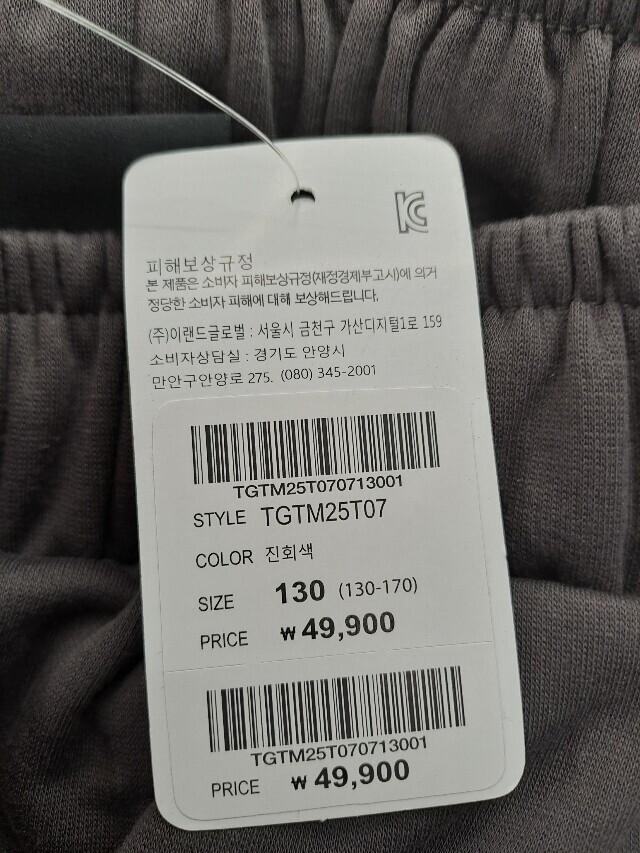 KC
피해보상규정
본 제품은 소비자 피해보상규정(재정경제부고시)에 의거
정당한 소비자 피해에 대해 보상해드립니다.
(주)이랜드글로벌 : 서울시 금천구 가산디지털1로 159
소비자상담실 : 경기도 안양시
만안구안양로 275. (080) 345-2001
TGTM25T070713001
STYLE TGTM25T07
COLOR 진회색
SIZE 130 (130-170)
PRICE ₩49,900
TGTM25T070713001
PRICE ₩49,900